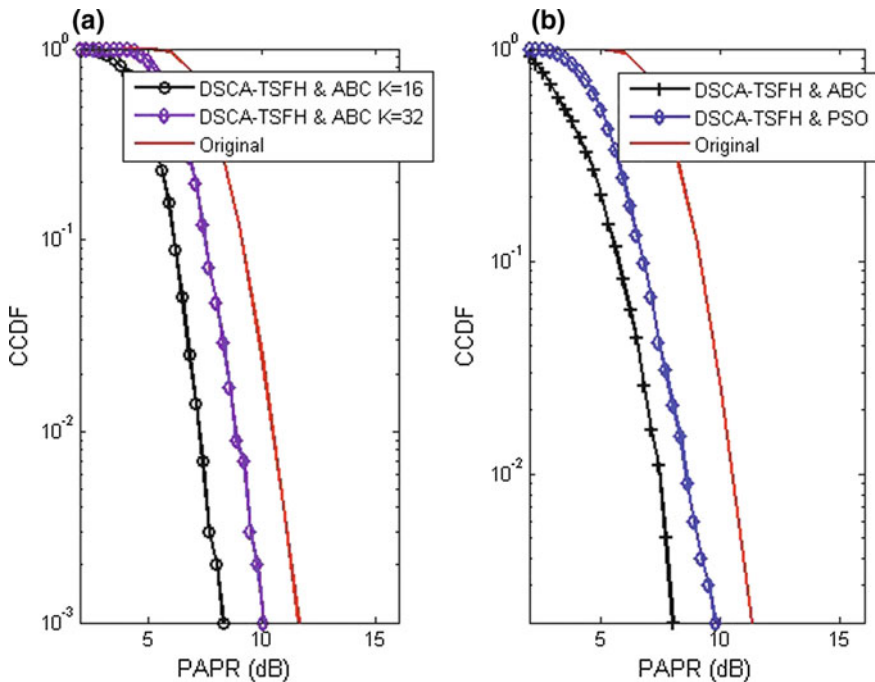 (a)
10^0
DSCA-TSFH & ABC K=16
DSCA-TSFH & ABC K=32
Original
10^-1
CCDF
10^-2
10^-3
5
10
15
PAPR (dB)
(b)
10^0
DSCA-TSFH & ABC
DSCA-TSFH & PSO
Original
10^-1
CCDF
10^-2
5
10
15
PAPR (dB)